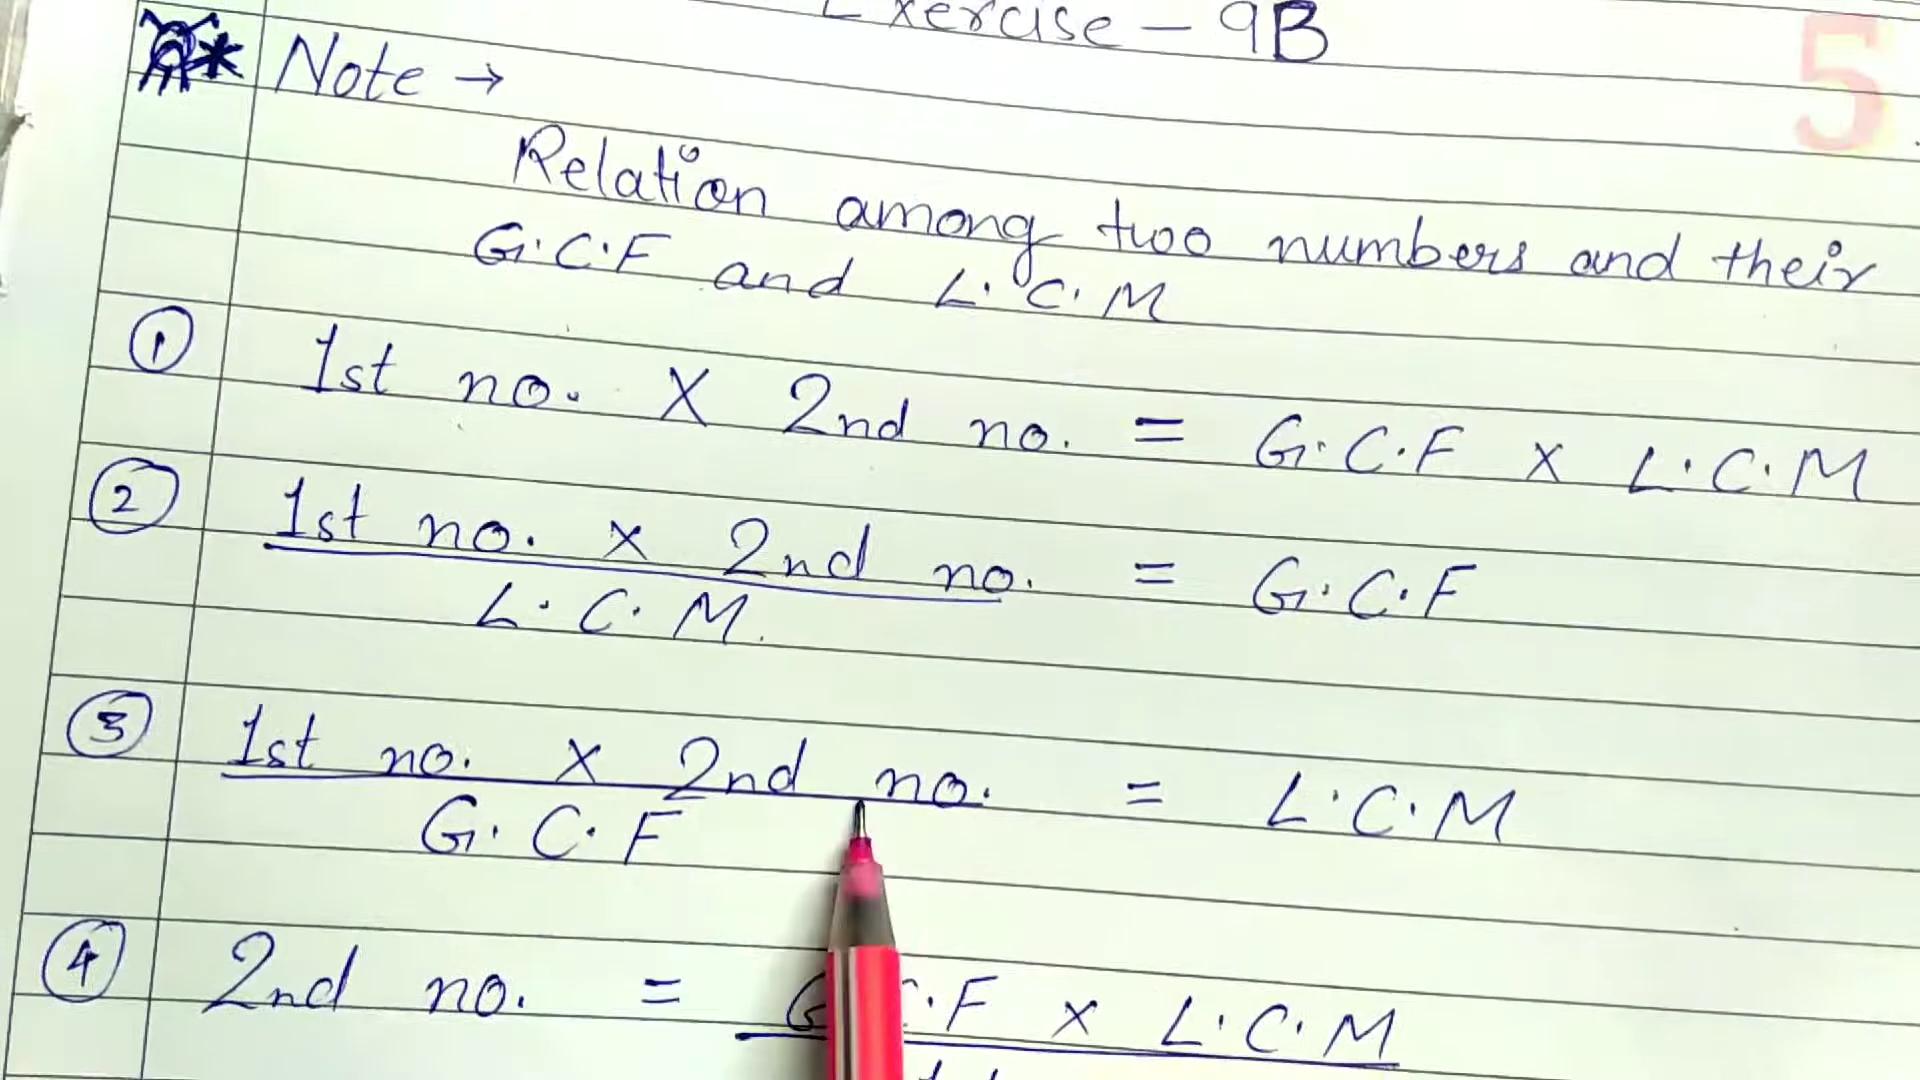 Exercise - 9B
5
Note →
Relation among two numbers and their
G.C.F and L.C.M
① 1st no. X 2nd no. = G.C.F x L.C.M
② 1st no. x 2nd no. = G.C.F
L.C.M.
③ 1st no. x 2nd no. = L.C.M
G.C.F
④ 2nd no. = G.C.F x L.C.M